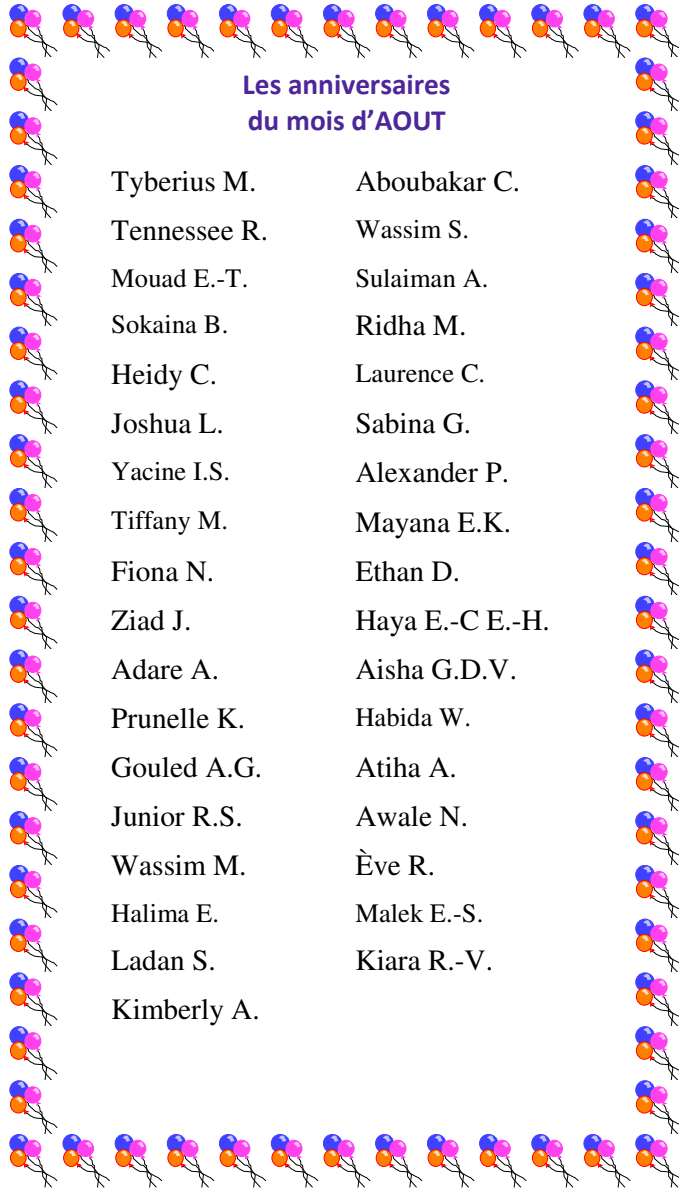 Les anniversaires
du mois d'AOUT
Tyberius M.
Tennessee R.
Mouad E.-T.
Sokaina B.
Heidy C.
Joshua L.
Yacine I.S.
Tiffany M.
Fiona N.
Ziad J.
Adare A.
Prunelle K.
Gouled A.G.
Junior R.S.
Wassim M.
Halima E.
Ladan S.
Kimberly A.
Aboubakar C.
Wassim S.
Sulaiman A.
Ridha M.
Laurence C.
Sabina G.
Alexander P.
Mayana E.K.
Ethan D.
Haya E.-C E.-H.
Aisha G.D.V.
Habida W.
Atiha A.
Awale N.
Ève R.
Malek E.-S.
Kiara R.-V.